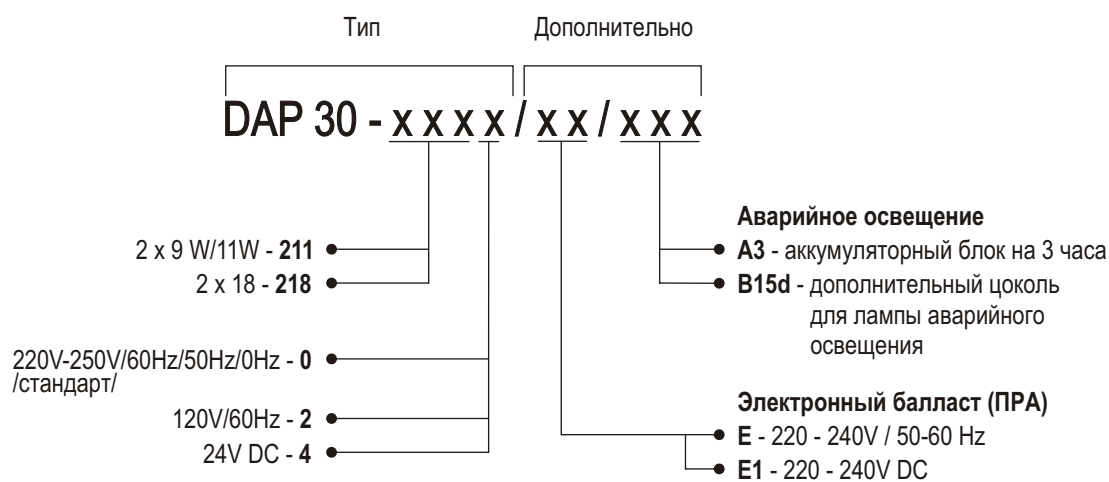 Тип
Дополнительно
DAP 30 - x x x x / x x / x x x
2 x 9 W/11W - 211
2 x 18 - 218
220V-250V/60Hz/50Hz/0Hz - 0
/стандарт/
120V/60Hz - 2
24V DC - 4
Аварийное освещение
A3 - аккумуляторный блок на 3 часа
B15d - дополнительный цоколь
для лампы аварийного
освещения
Электронный балласт (ПРА)
E - 220 - 240V / 50-60 Hz
E1 - 220 - 240V DC